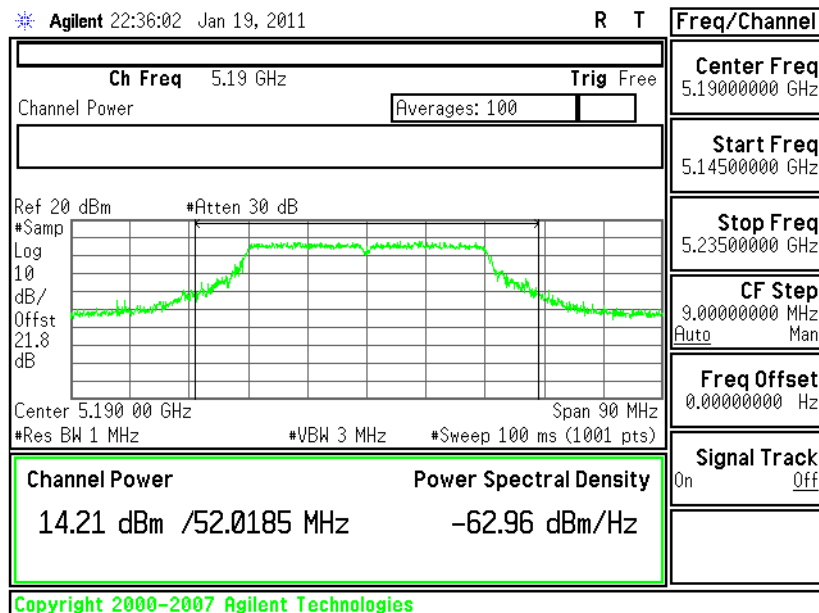 Agilent 22:36:02 Jan 19, 2011 R T
Ch Freq 5.19 GHz Trig Free
Channel Power Averages: 100
Ref 20 dBm #Atten 30 dB
#Samp
Log
10
dB/
Offst
21.8
dB
Center 5.190 00 GHz Span 90 MHz
#Res BW 1 MHz #VBW 3 MHz #Sweep 100 ms (1001 pts)
Channel Power Power Spectral Density
14.21 dBm /52.0185 MHz -62.96 dBm/Hz
Copyright 2000-2007 Agilent Technologies
Freq/Channel
Center Freq
5.19000000 GHz
Start Freq
5.14500000 GHz
Stop Freq
5.23500000 GHz
CF Step
9.00000000 MHz
Auto Man
Freq Offset
0.00000000 Hz
Signal Track
On Off